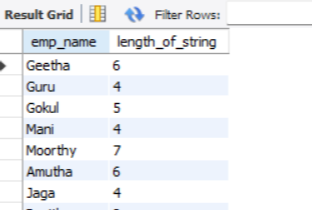 Result Grid Filter Rows:
emp_name length_of_string
Geetha 6
Guru 4
Gokul 5
Mani 4
Moorthy 7
Amutha 6
Jaga 4